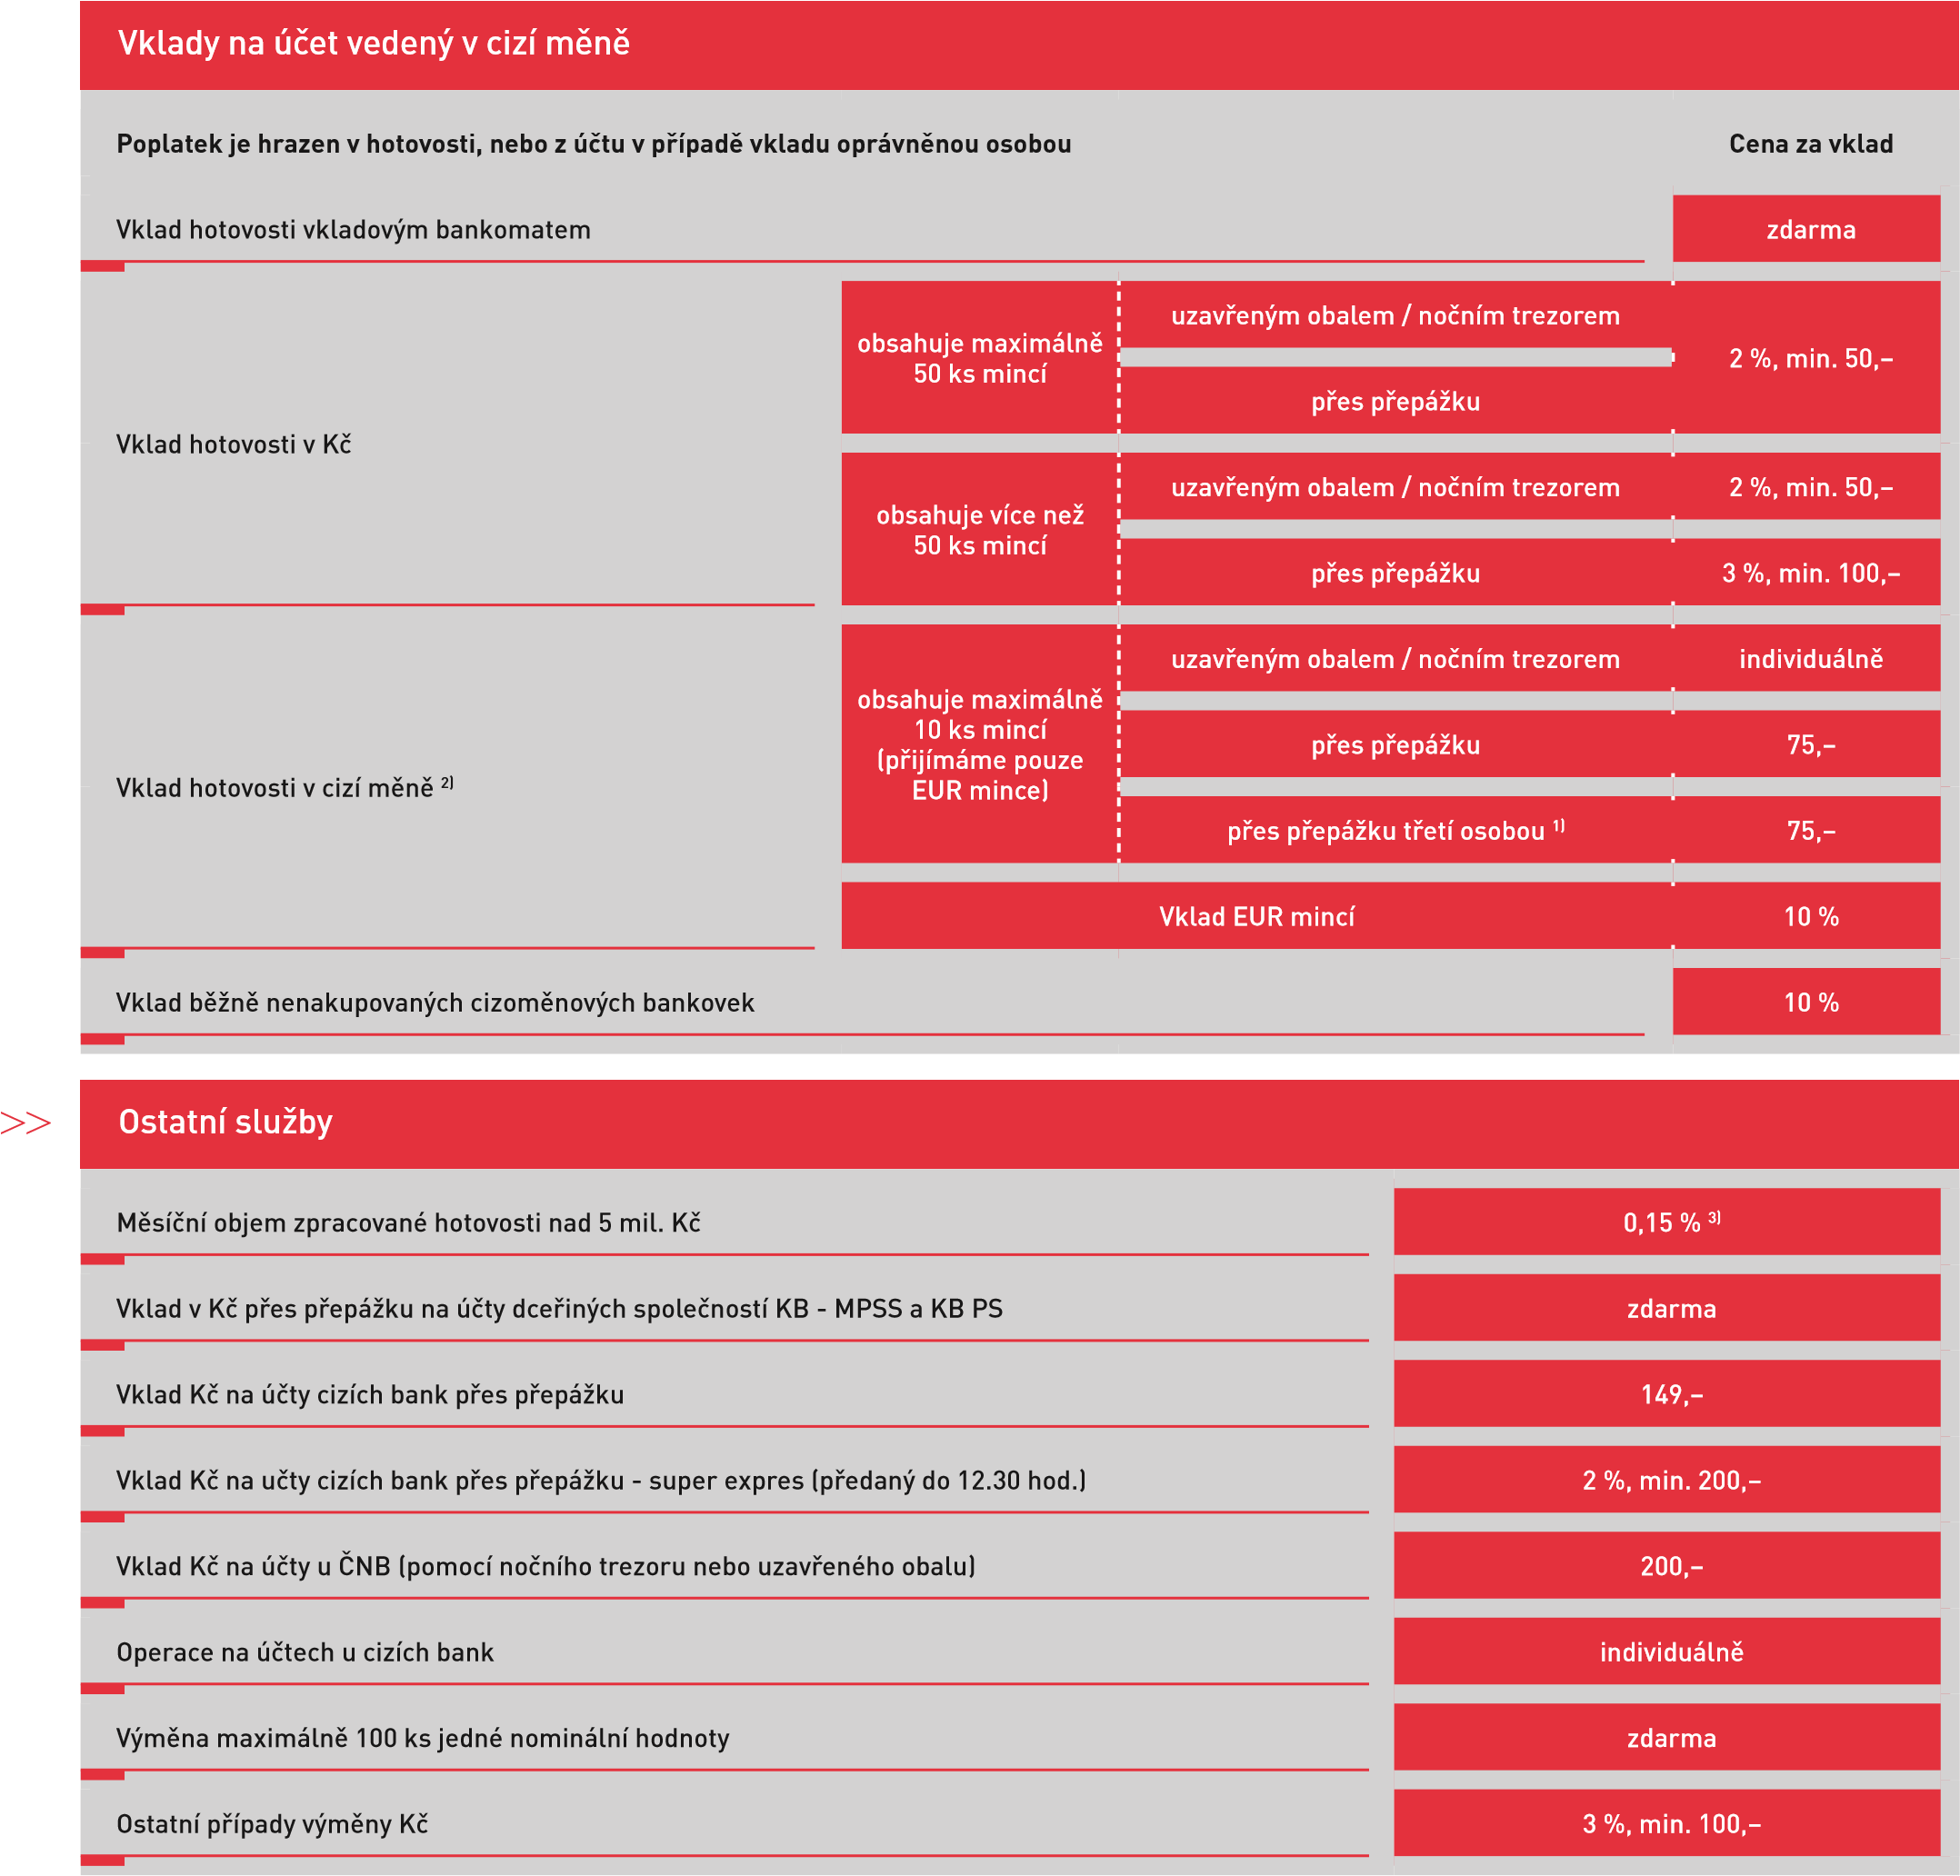 Vklady na účet vedený v cizí měně
Poplatek je hrazen v hotovosti, nebo z účtu v případě vkladu oprávněnou osobou
Cena za vklad
Vklad hotovosti vkladovým bankomatem
zdarma
Vklad hotovosti v Kč
obsahuje maximálně
50 ks mincí
uzavřeným obalem / nočním trezorem
přes přepážku
2 %, min. 50,–
obsahuje více než
50 ks mincí
uzavřeným obalem / nočním trezorem
2 %, min. 50,–
přes přepážku
3 %, min. 100,–
Vklad hotovosti v cizí měně 2)
obsahuje maximálně
10 ks mincí
(přijímáme pouze
EUR mince)
uzavřeným obalem / nočním trezorem
individuálně
přes přepážku
75,–
přes přepážku třetí osobou 1)
75,–
Vklad EUR mincí
10 %
Vklad běžně nenakupovaných cizoměnových bankovek
10 %
>>
Ostatní služby
Měsíční objem zpracované hotovosti nad 5 mil. Kč
0,15 % 3)
Vklad v Kč přes přepážku na účty dceřiných společností KB - MPSS a KB PS
zdarma
Vklad Kč na účty cizích bank přes přepážku
149,–
Vklad Kč na učty cizích bank přes přepážku - super expres (předaný do 12.30 hod.)
2 %, min. 200,–
Vklad Kč na účty u ČNB (pomocí nočního trezoru nebo uzavřeného obalu)
200,–
Operace na účtech u cizích bank
individuálně
Výměna maximálně 100 ks jedné nominální hodnoty
zdarma
Ostatní případy výměny Kč
3 %, min. 100,–